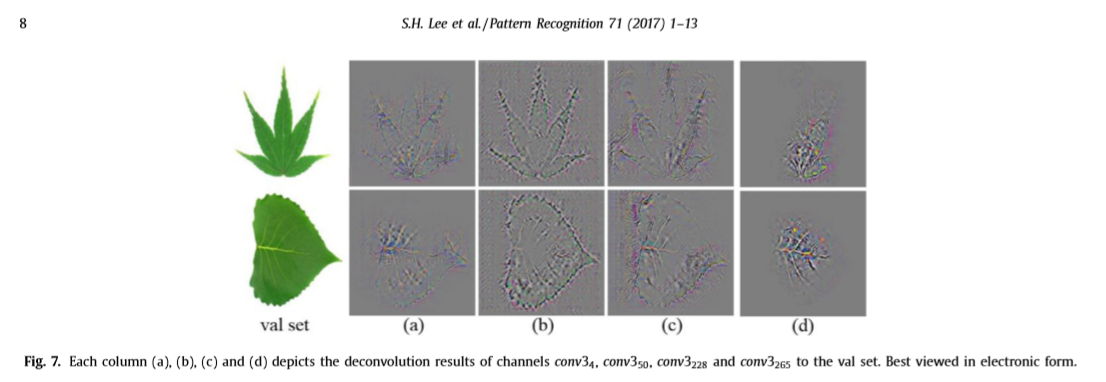 8
S.H. Lee et al. / Pattern Recognition 71 (2017) 1–13
val set
(a)
(b)
(c)
(d)
Fig. 7. Each column (a), (b), (c) and (d) depicts the deconvolution results of channels conv3₄, conv3₅₀, conv3₂₂₈ and conv3₂₆₅ to the val set. Best viewed in electronic form.